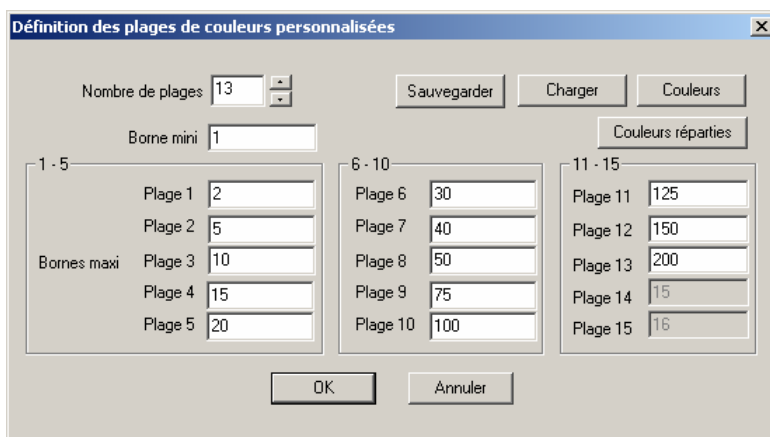 Définition des plages de couleurs personnalisées
Nombre de plages 13 Sauvegarder Charger Couleurs
Borne mini 1 Couleurs réparties
1 - 5 6 - 10 11 - 15
Plage 1 2 Plage 6 30 Plage 11 125
Plage 2 5 Plage 7 40 Plage 12 150
Bornes maxi Plage 3 10 Plage 8 50 Plage 13 200
Plage 4 15 Plage 9 75 Plage 14 15
Plage 5 20 Plage 10 100 Plage 15 16
OK Annuler